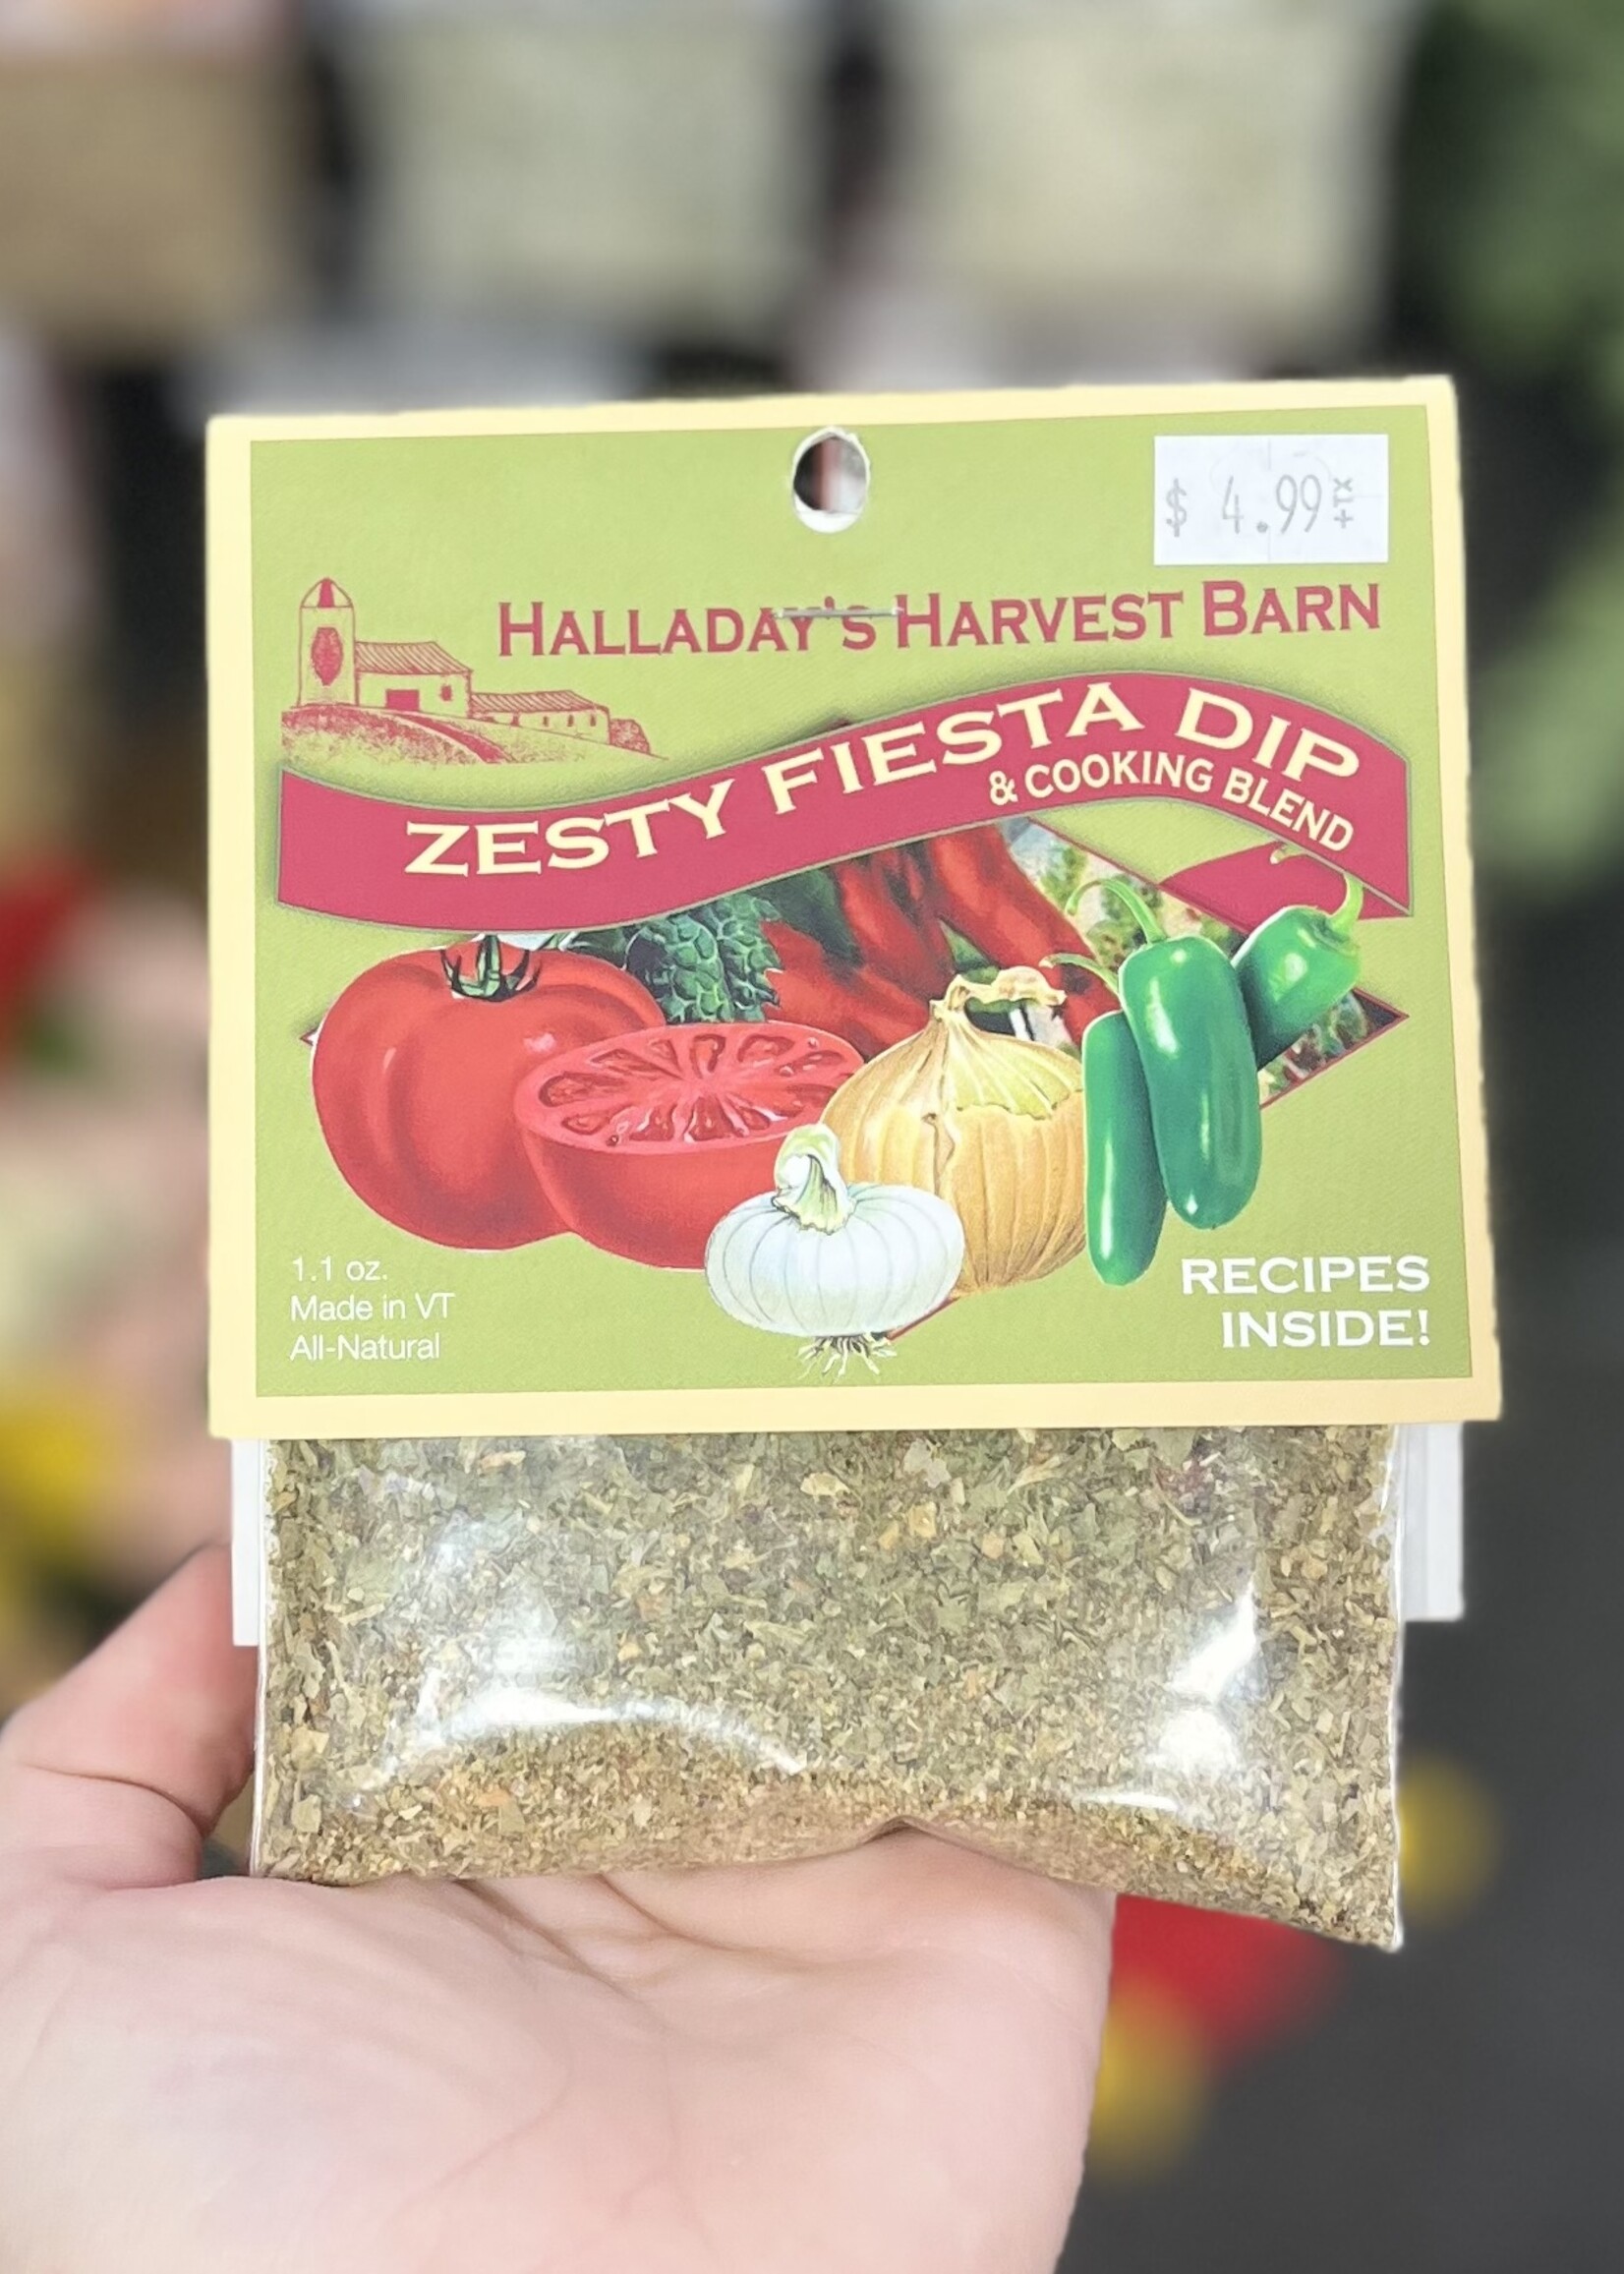 $ 4.99 +TX
HALLADAY'S HARVEST BARN
ZESTY FIESTA DIP
& COOKING BLEND
1.1 oz.
Made in VT
All-Natural
RECIPES
INSIDE!